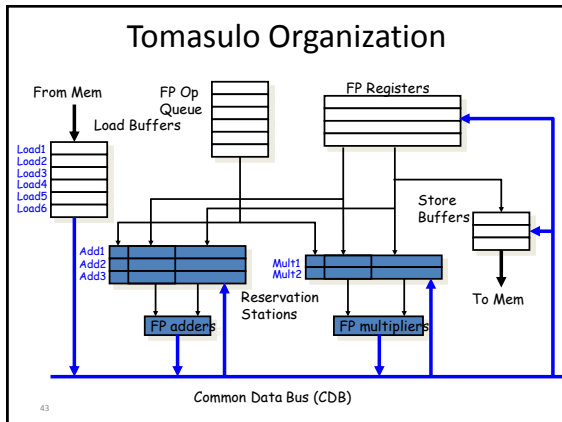 Tomasulo Organization
From Mem
FP Op
Queue
FP Registers
Load Buffers
Load1
Load2
Load3
Load4
Load5
Load6
Store
Buffers
Add1
Add2
Add3
Mult1
Mult2
Reservation
Stations
To Mem
FP adders
FP multipliers
Common Data Bus (CDB)
43